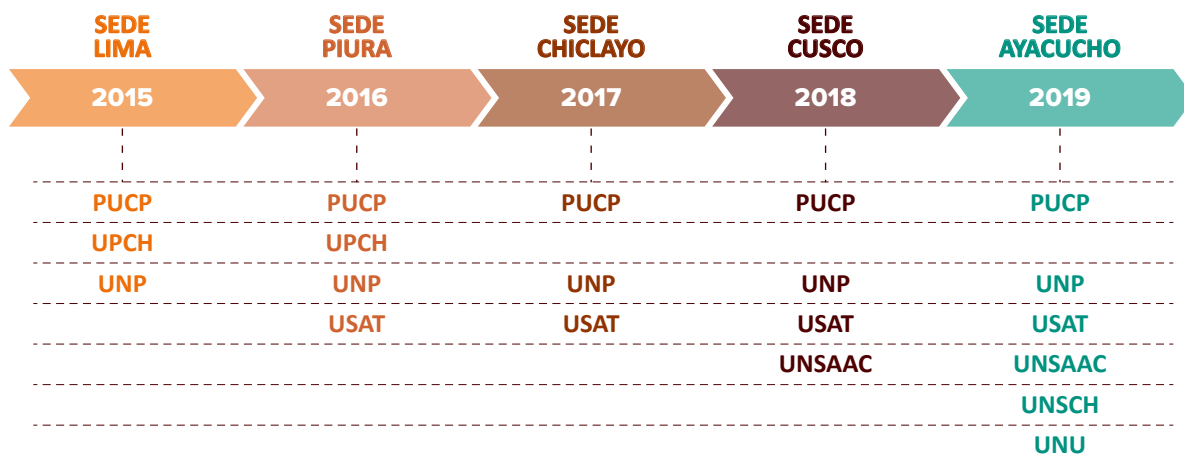 SEDE LIMA
SEDE PIURA
SEDE CHICLAYO
SEDE CUSCO
SEDE AYACUCHO
2015 2016 2017 2018 2019
PUCP PUCP PUCP PUCP PUCP
UPCH UPCH
UNP UNP UNP UNP UNP
USAT USAT USAT USAT
UNSAAC UNSAAC
UNSCH
UNU